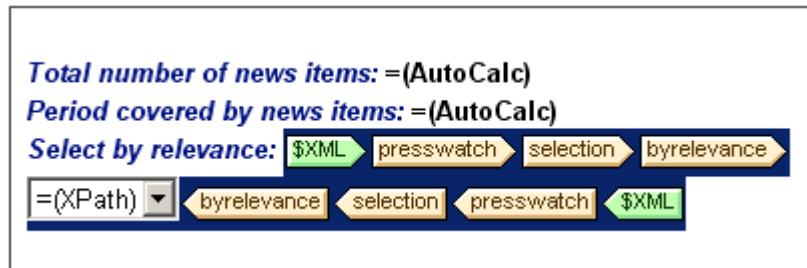 Total number of news items: =(AutoCalc)
Period covered by news items: =(AutoCalc)
Select by relevance: $XML presswatch selection byrelevance
=(XPath) byrelevance selection presswatch $XML